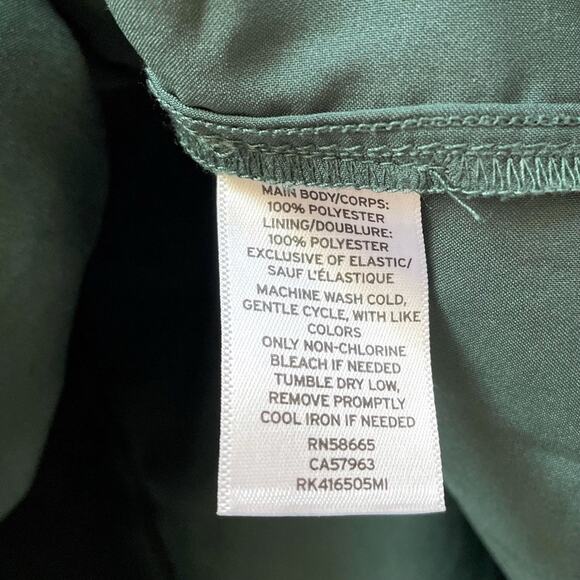 MAIN BODY/CORPS:
100% POLYESTER
LINING/DOUBLURE:
100% POLYESTER
EXCLUSIVE OF ELASTIC/
SAUF L'ÉLASTIQUE
MACHINE WASH COLD,
GENTLE CYCLE, WITH LIKE
COLORS
ONLY NON-CHLORINE
BLEACH IF NEEDED
TUMBLE DRY LOW,
REMOVE PROMPTLY
COOL IRON IF NEEDED
RN58665
CA57963
RK416505MI